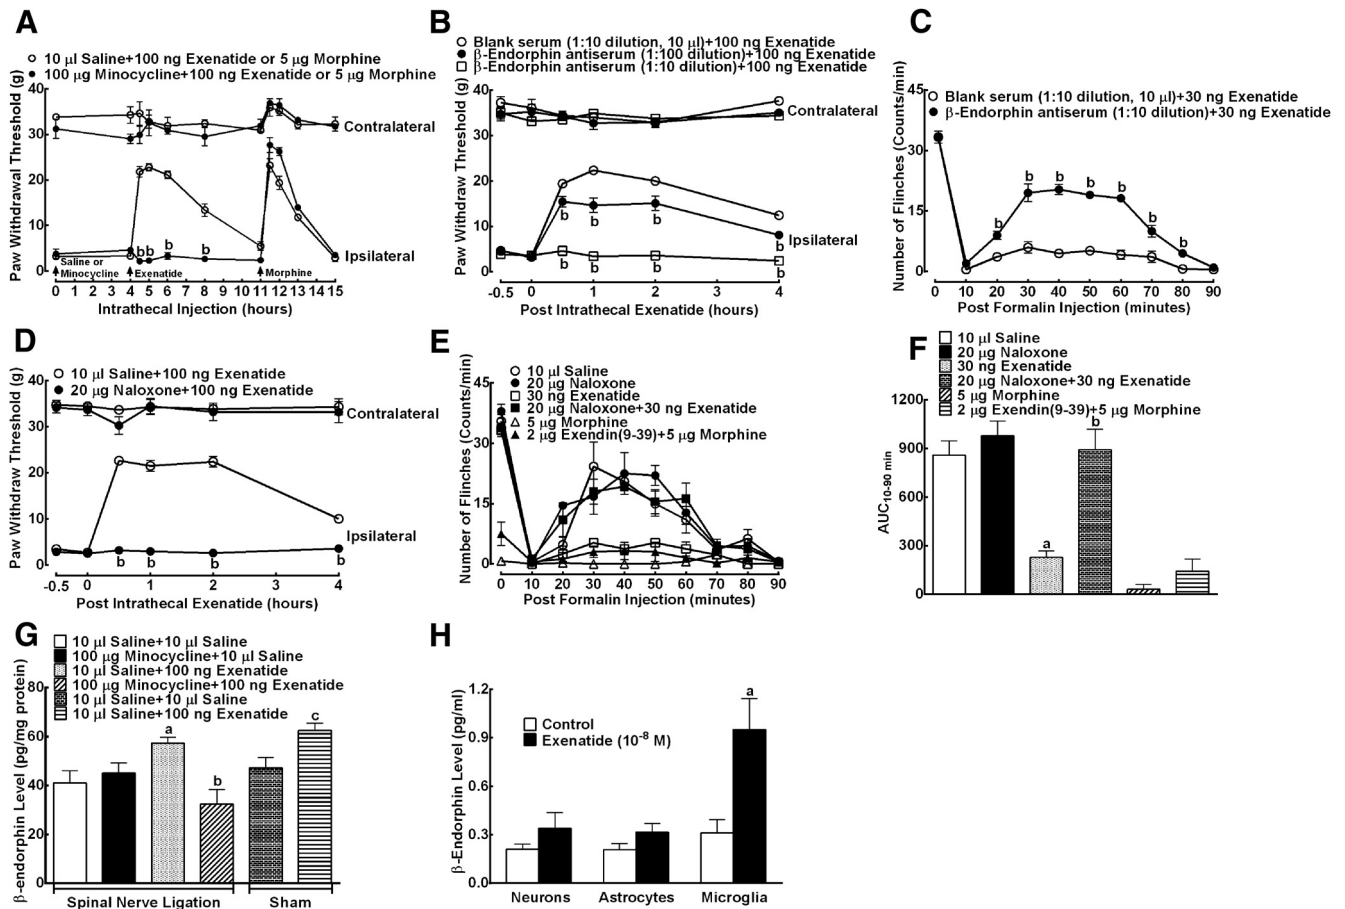 A
10 μl Saline+100 ng Exenatide or 5 μg Morphine
100 μg Minocycline+100 ng Exenatide or 5 μg Morphine
Paw Withdrawal Threshold (g)
40
30
20
10
0
Contralateral
Ipsilateral
Saline or
Minocycline
Exenatide
Morphine
b b b b
0 1 2 3 4 5 6 7 8 9 10 11 12 13 14 15
Intrathecal Injection (hours)
B
Blank serum (1:10 dilution, 10 μl)+100 ng Exenatide
β-Endorphin antiserum (1:100 dilution)+100 ng Exenatide
β-Endorphin antiserum (1:10 dilution)+100 ng Exenatide
Paw Withdraw Threshold (g)
40
30
20
10
0
Contralateral
Ipsilateral
b b b b
b b b b
-0.5 0 1 2 4
Post Intrathecal Exenatide (hours)
C
Blank serum (1:10 dilution, 10 μl)+30 ng Exenatide
β-Endorphin antiserum (1:10 dilution)+30 ng Exenatide
Number of Flinches (Counts/min)
45
30
15
0
b b b b b b b
0 10 20 30 40 50 60 70 80 90
Post Formalin Injection (minutes)
D
10 μl Saline+100 ng Exenatide
20 μg Naloxone+100 ng Exenatide
Paw Withdraw Threshold (g)
40
30
20
10
0
Contralateral
Ipsilateral
b b b b
-0.5 0 1 2 4
Post Intrathecal Exenatide (hours)
E
10 μl Saline
20 μg Naloxone
30 ng Exenatide
20 μg Naloxone+30 ng Exenatide
5 μg Morphine
2 μg Exendin(9-39)+5 μg Morphine
Number of Flinches (Counts/min)
45
30
15
0
0 10 20 30 40 50 60 70 80 90
Post Formalin Injection (minutes)
F
10 μl Saline
20 μg Naloxone
30 ng Exenatide
20 μg Naloxone+30 ng Exenatide
5 μg Morphine
2 μg Exendin(9-39)+5 μg Morphine
AUC10-90 min
1200
900
600
300
0
a
b
G
10 μl Saline+10 μl Saline
100 μg Minocycline+10 μl Saline
10 μl Saline+100 ng Exenatide
100 μg Minocycline+100 ng Exenatide
10 μl Saline+10 μl Saline
10 μl Saline+100 ng Exenatide
β-endorphin Level (pg/mg protein)
80
60
40
20
0
a
b
c
Spinal Nerve Ligation Sham
H
Control
Exenatide (10-8 M)
β-Endorphin Level (pg/ml)
1.2
0.9
0.6
0.3
0.0
a
Neurons Astrocytes Microglia